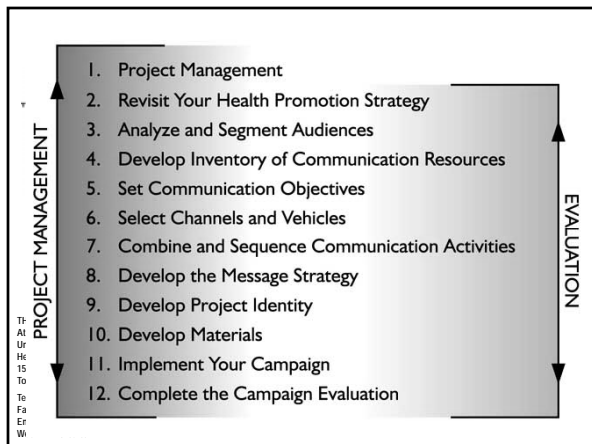 1. Project Management
2. Revisit Your Health Promotion Strategy
3. Analyze and Segment Audiences
4. Develop Inventory of Communication Resources
5. Set Communication Objectives
6. Select Channels and Vehicles
7. Combine and Sequence Communication Activities
8. Develop the Message Strategy
9. Develop Project Identity
10. Develop Materials
11. Implement Your Campaign
12. Complete the Campaign Evaluation
PROJECT MANAGEMENT
EVALUATION